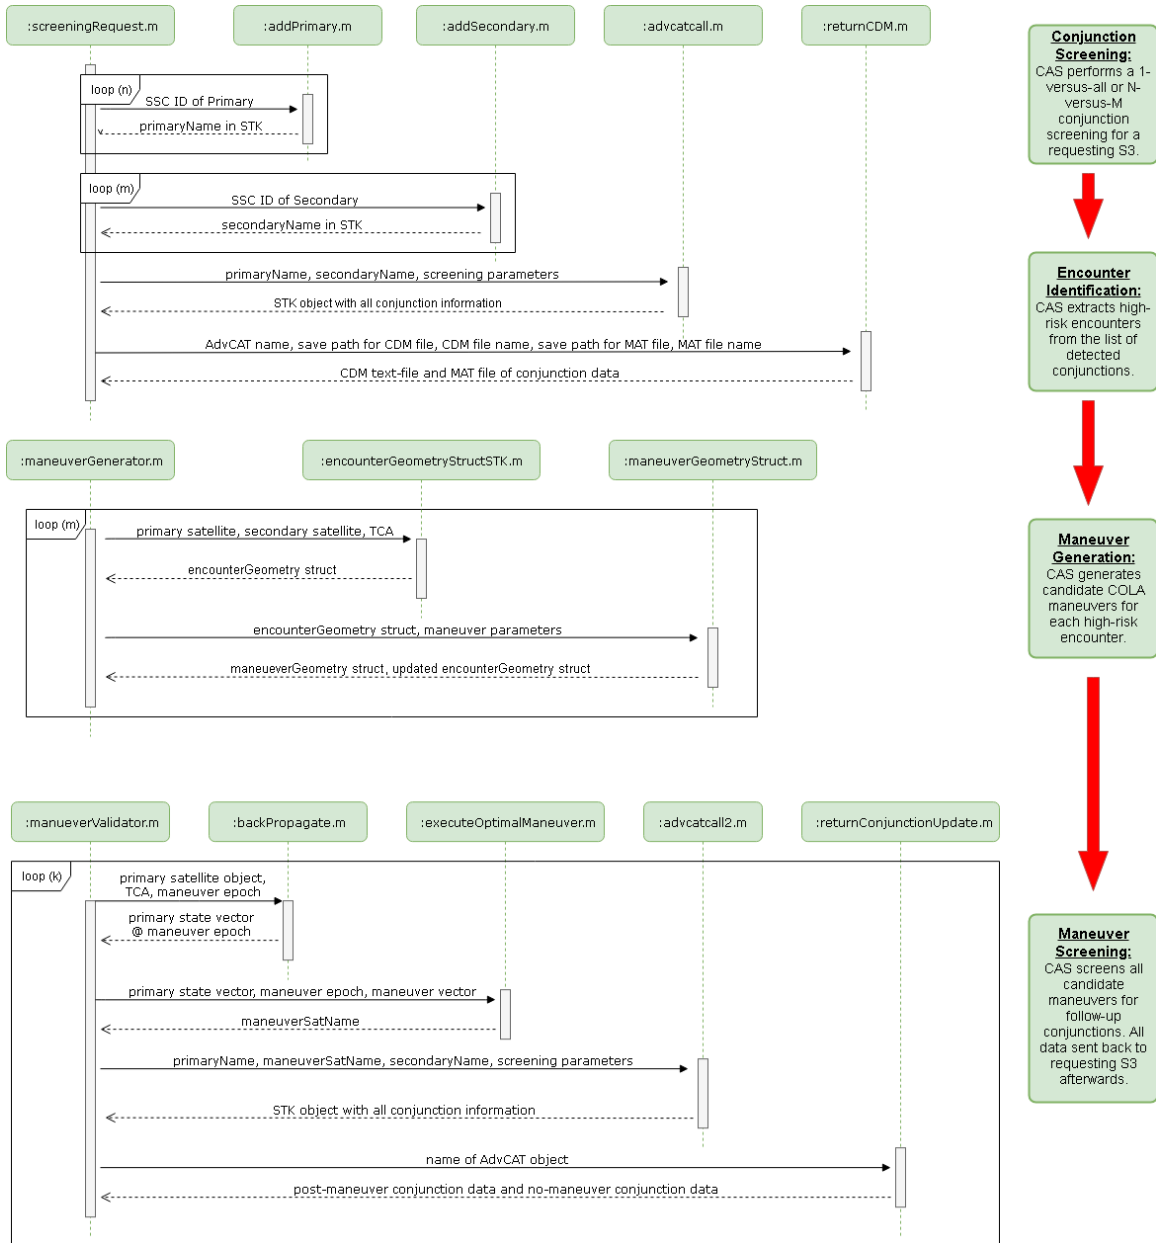 :screeningRequest.m
:addPrimary.m
:addSecondary.m
:advcatcall.m
:returnCDM.m
loop (n)
SSC ID of Primary
primaryName in STK
loop (m)
SSC ID of Secondary
secondaryName in STK
primaryName, secondaryName, screening parameters
STK object with all conjunction information
AdvCAT name, save path for CDM file, CDM file name, save path for MAT file, MAT file name
CDM text-file and MAT file of conjunction data
:maneuverGenerator.m
:encounterGeometryStructSTK.m
:maneuverGeometryStruct.m
loop (m)
primary satellite, secondary satellite, TCA
encounterGeometry struct
encounterGeometry struct, maneuver parameters
maneueverGeometry struct, updated encounterGeometry struct
:manueverValidator.m
:backPropagate.m
:executeOptimalManeuver.m
:advcatcall2.m
:returnConjunctionUpdate.m
loop (k)
primary satellite object,
TCA, maneuver epoch
primary state vector
@ maneuver epoch
primary state vector, maneuver epoch, maneuver vector
maneuverSatName
primaryName, maneuverSatName, secondaryName, screening parameters
STK object with all conjunction information
name of AdvCAT object
post-maneuver conjunction data and no-maneuver conjunction data
Conjunction
Screening:
CAS performs a 1-
versus-all or N-
versus-M
conjunction
screening for a
requesting S3.
Encounter
Identification:
CAS extracts high-
risk encounters
from the list of
detected
conjunctions.
Maneuver
Generation:
CAS generates
candidate COLA
maneuvers for
each high-risk
encounter.
Maneuver
Screening:
CAS screens all
candidate
maneuvers for
follow-up
conjunctions. All
data sent back to
requesting S3
afterwards.